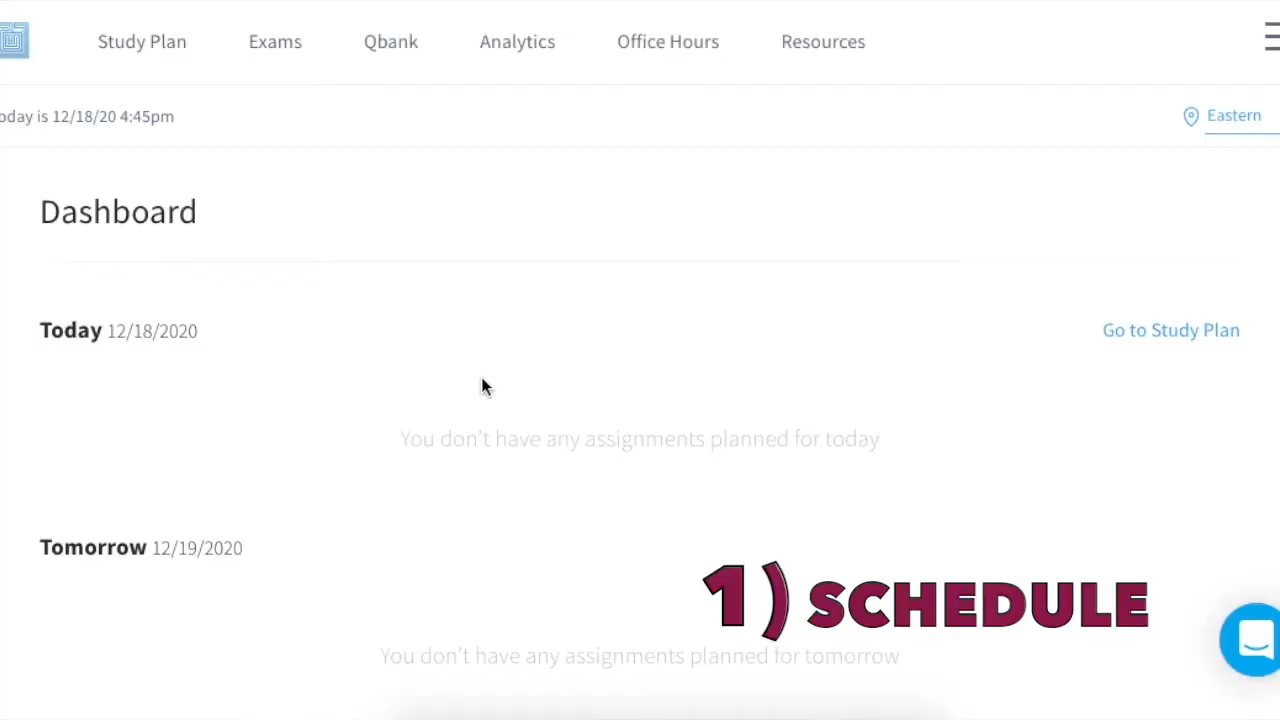 Study Plan Exams Qbank Analytics Office Hours Resources
oday is 12/18/20 4:45pm
Eastern
Dashboard
Today 12/18/2020
Go to Study Plan
You don't have any assignments planned for today
Tomorrow 12/19/2020
1) SCHEDULE
You don't have any assignments planned for tomorrow